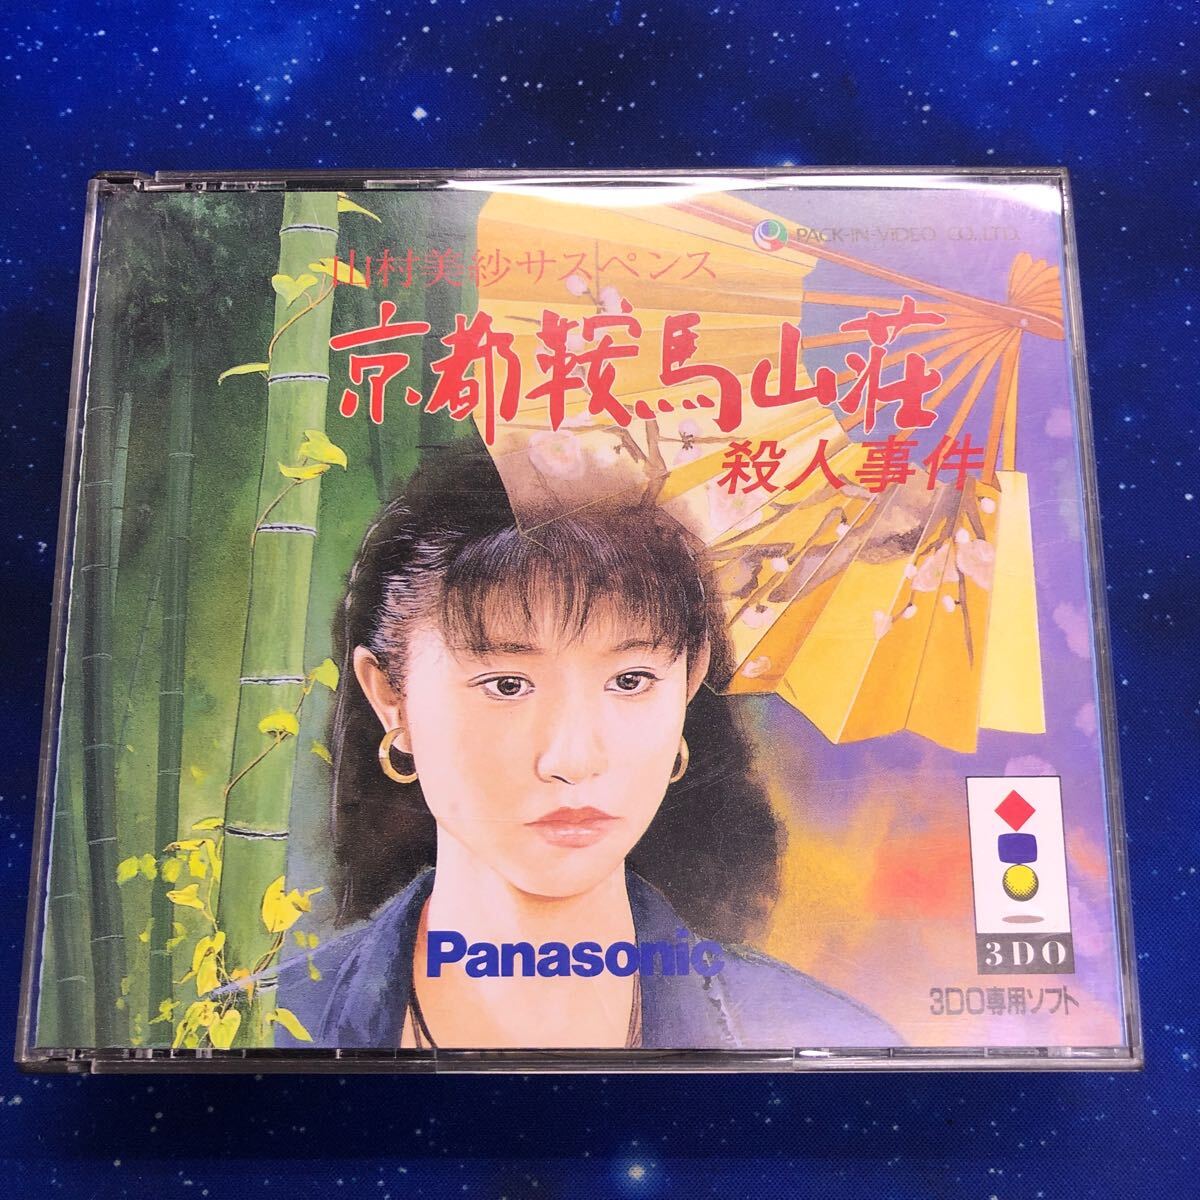 PACK-IN-VIDEO CO.,LTD.
山村美紗サスペンス
京都鞍馬山荘
殺人事件
Panasonic
3DO
3DO専用ソフト